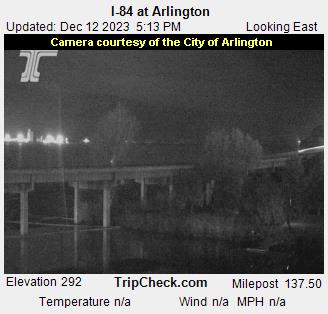 I-84 at Arlington
Updated: Dec 12 2023 5:13 PM Looking East
Camera courtesy of the City of Arlington
Elevation 292 TripCheck.com Milepost 137.50
Temperature n/a Wind n/a MPH n/a